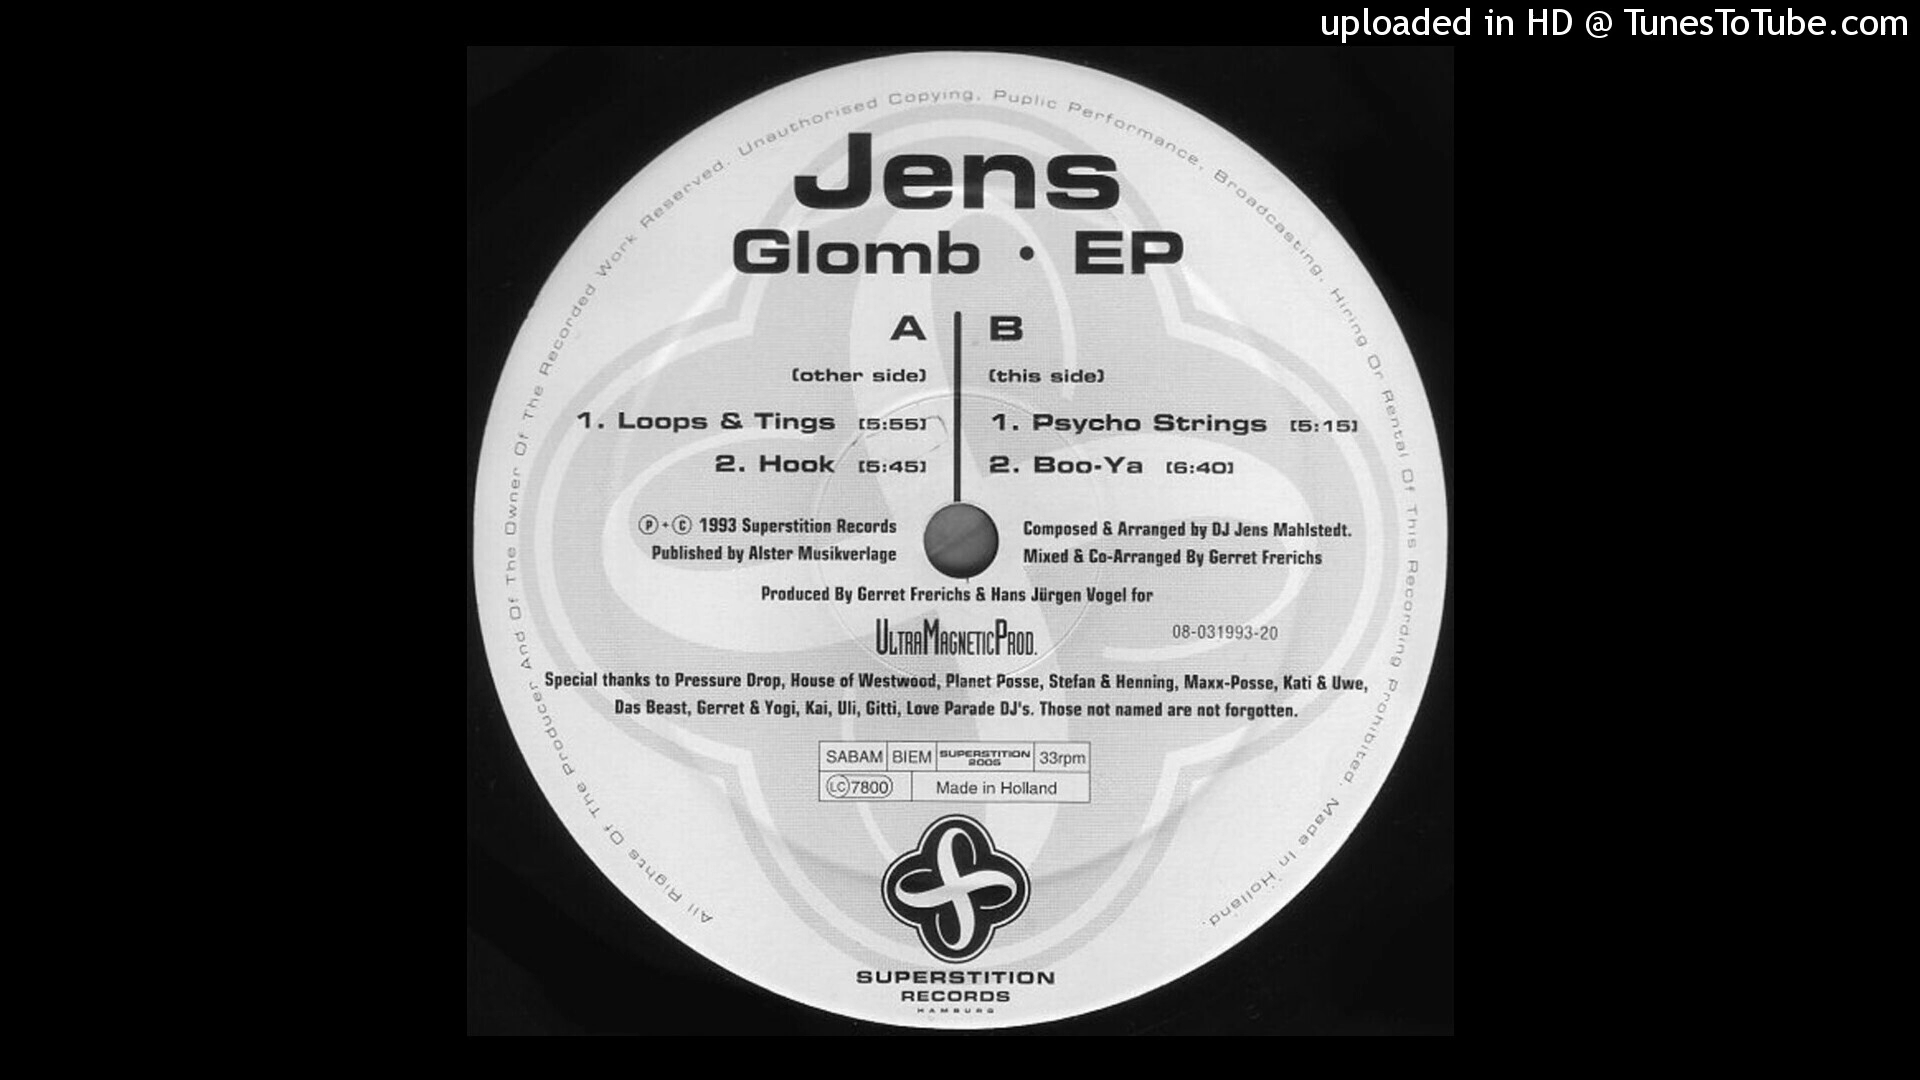 uploaded in HD @ TunesToTube.com
All Rights Of The Producer And Of The Owner Of The Recorded Work Reserved. Unauthorised Copying, Puplic Performance, Broadcasting, Hiring Or Rental Of This Recording Prohibited. Made In Holland.
Jens
Glomb • EP
A B
(other side) (this side)
1. Loops & Tings [5:55] 1. Psycho Strings [5:15]
2. Hook [5:45] 2. Boo-Ya [6:40]
Ⓟ+Ⓒ 1993 Superstition Records
Published by Alster Musikverlage
Composed & Arranged by DJ Jens Mahlstedt.
Mixed & Co-Arranged By Gerret Frerichs
Produced By Gerret Frerichs & Hans Jürgen Vogel for
UltraMagneticProd.
08-031993-20
Special thanks to Pressure Drop, House of Westwood, Planet Posse, Stefan & Henning, Maxx-Posse, Kati & Uwe,
Das Beast, Gerret & Yogi, Kai, Uli, Gitti, Love Parade DJ's. Those not named are not forgotten.
SABAM BIEM SUPERSTITION 2005 33rpm
LC 7800 Made in Holland
SUPERSTITION
RECORDS
HAMBURG